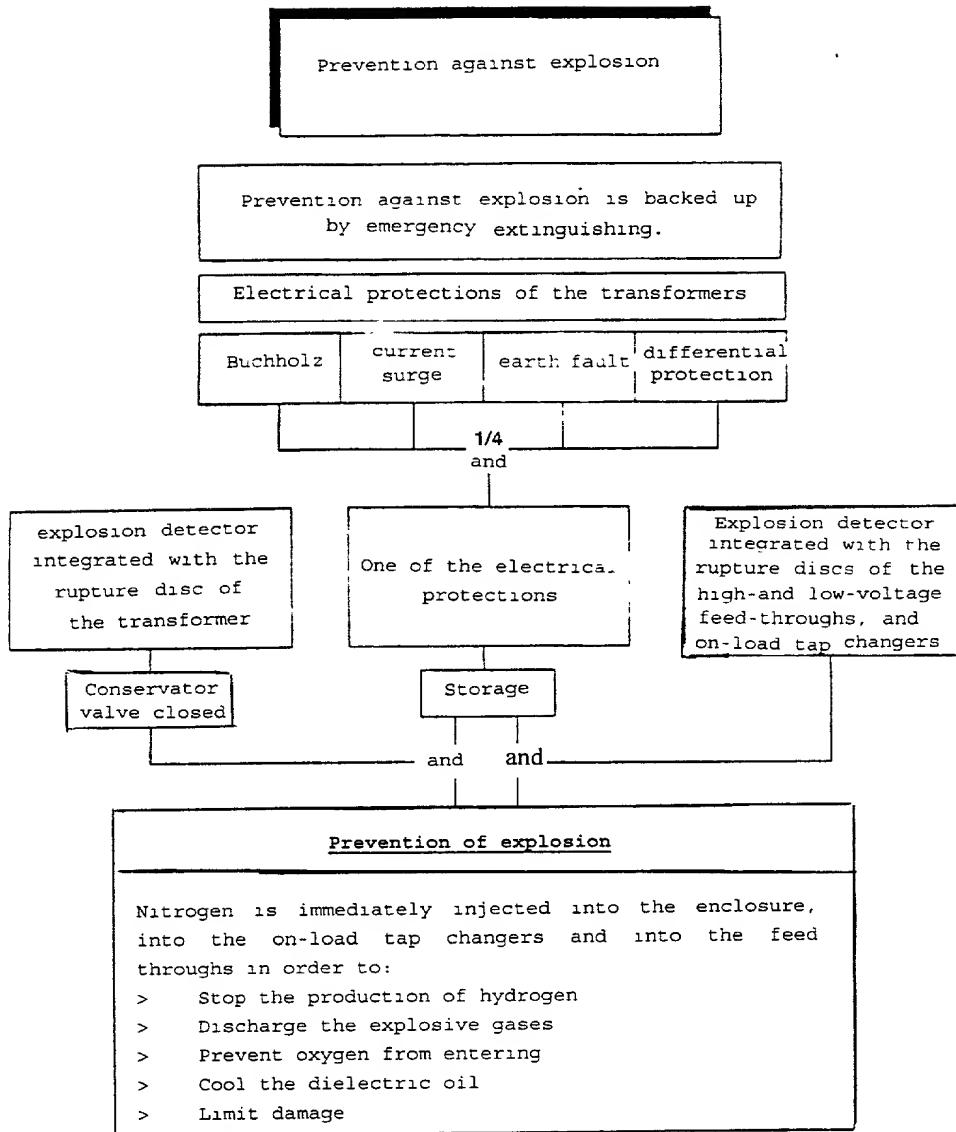 Prevention against explosion
Prevention against explosion is backed up
by emergency extinguishing.
Electrical protections of the transformers
Buchholz
current
surge
earth fault
differential
protection
1/4
and
explosion detector
integrated with the
rupture disc of
the transformer
One of the electrical
protections
Explosion detector
integrated with the
rupture discs of the
high-and low-voltage
feed-throughs, and
on-load tap changers
Conservator
valve closed
Storage
and and
Prevention of explosion
Nitrogen is immediately injected into the enclosure,
into the on-load tap changers and into the feed
throughs in order to:
> Stop the production of hydrogen
> Discharge the explosive gases
> Prevent oxygen from entering
> Cool the dielectric oil
> Limit damage